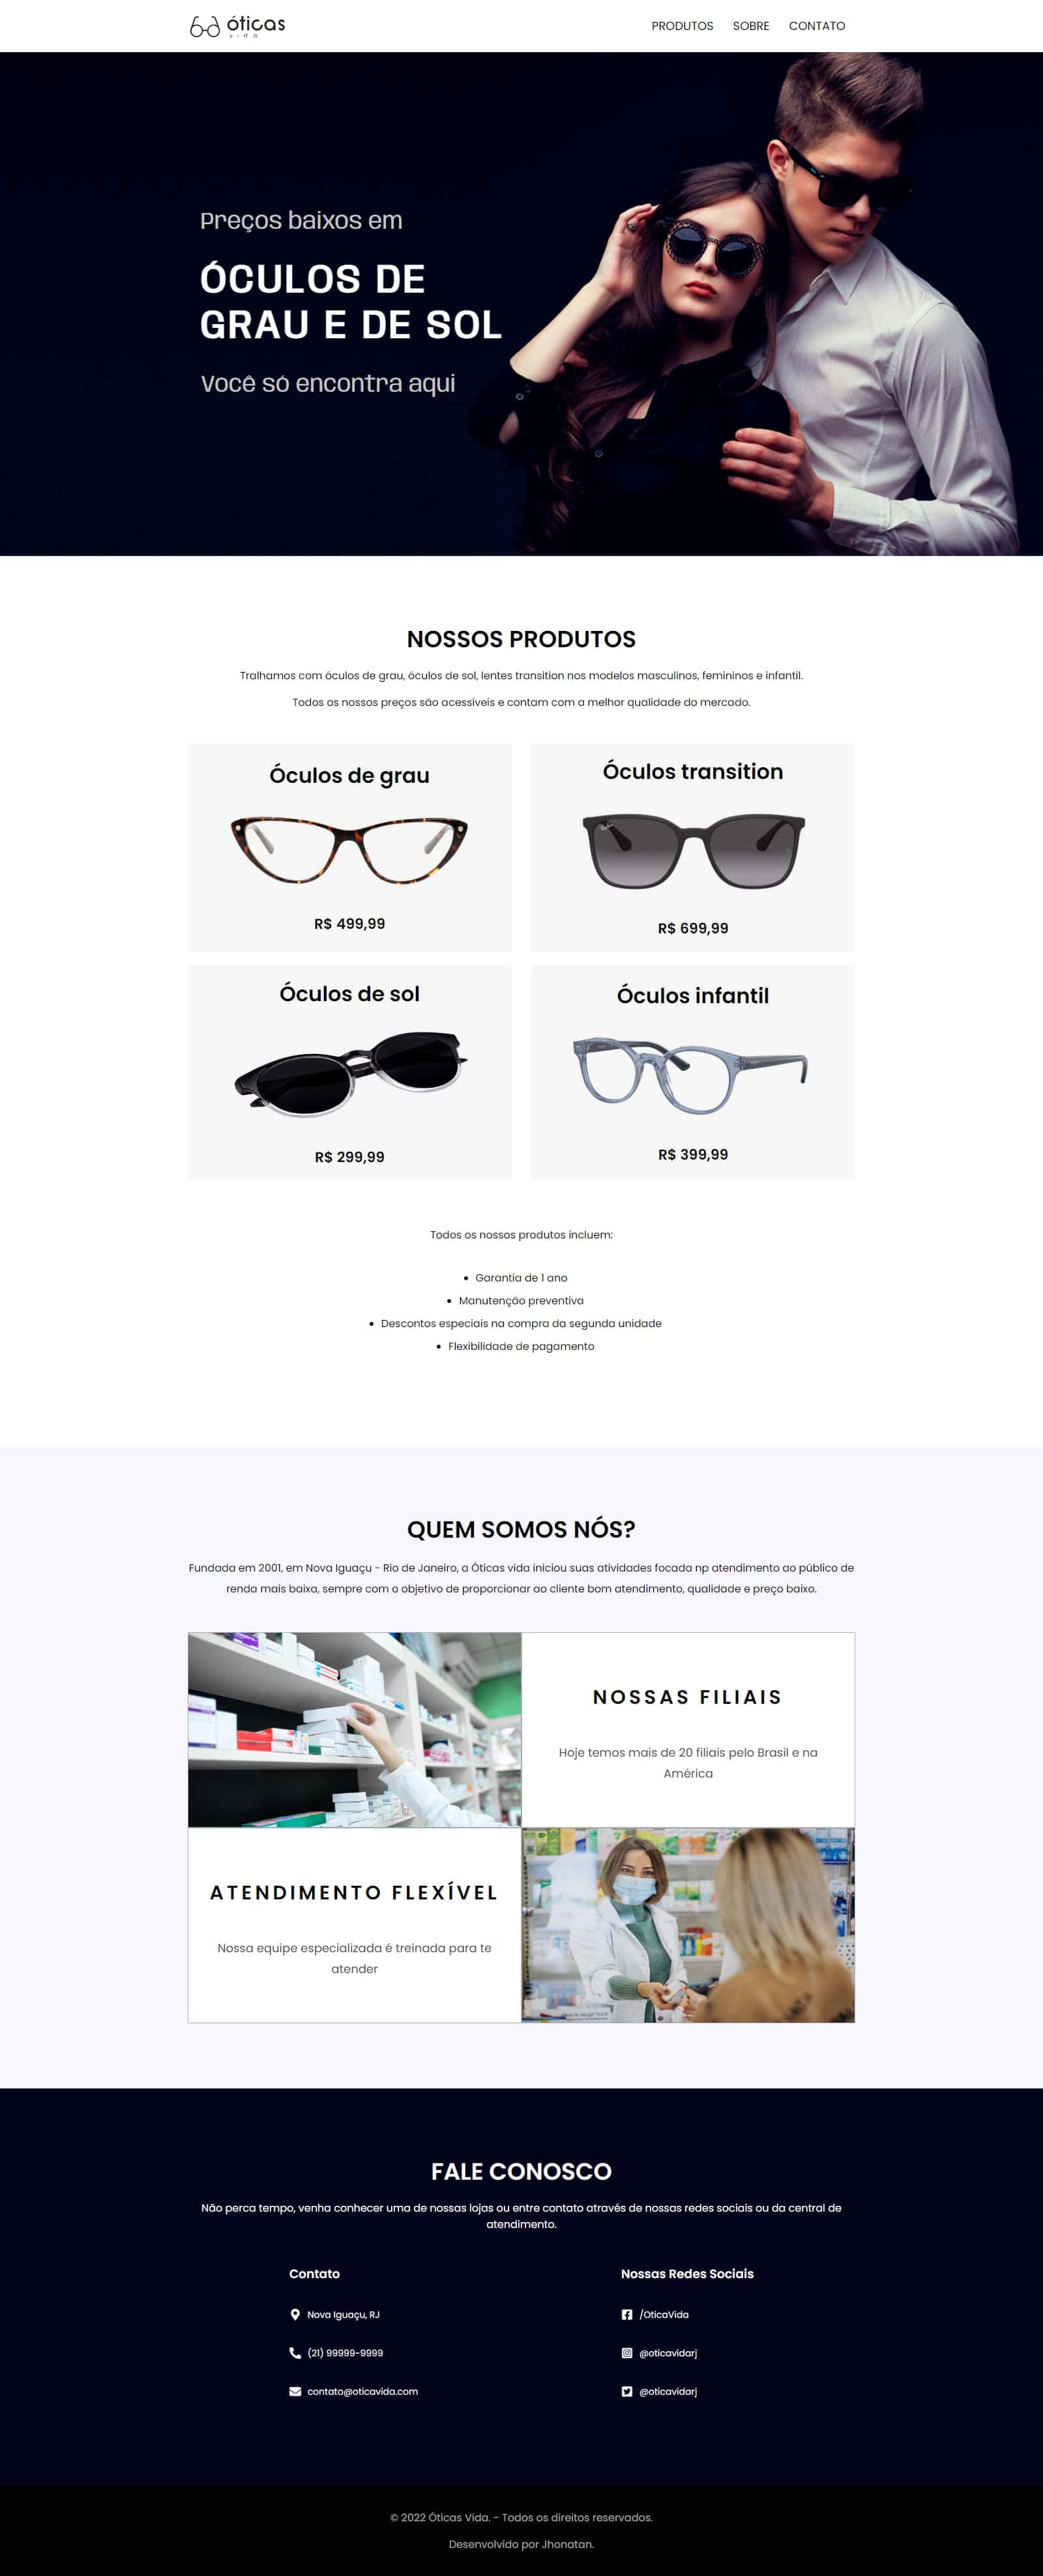 óticas
vida
PRODUTOS SOBRE CONTATO
Preços baixos em
ÓCULOS DE
GRAU E DE SOL
Você só encontra aqui
NOSSOS PRODUTOS
Tralhamos com óculos de grau, óculos de sol, lentes transition nos modelos masculinos, femininos e infantil.
Todos os nossos preços são acessíveis e contam com a melhor qualidade do mercado.
Óculos de grau
R$ 499,99
Óculos transition
R$ 699,99
Óculos de sol
R$ 299,99
Óculos infantil
R$ 399,99
Todos os nossos produtos incluem:
• Garantia de 1 ano
• Manutenção preventiva
• Descontos especiais na compra da segunda unidade
• Flexibilidade de pagamento
QUEM SOMOS NÓS?
Fundada em 2001, em Nova Iguaçu - Rio de Janeiro, a Óticas vida iniciou suas atividades focada np atendimento ao público de
renda mais baixa, sempre com o objetivo de proporcionar ao cliente bom atendimento, qualidade e preço baixo.
NOSSAS FILIAIS
Hoje temos mais de 20 filiais pelo Brasil e na
América
ATENDIMENTO FLEXÍVEL
Nossa equipe especializada é treinada para te
atender
FALE CONOSCO
Não perca tempo, venha conhecer uma de nossas lojas ou entre contato através de nossas redes sociais ou da central de
atendimento.
Contato
Nova Iguaçu, RJ
(21) 99999-9999
contato@oticavida.com
Nossas Redes Sociais
/OticaVida
@oticavidarj
@oticavidarj
© 2022 Óticas Vida. - Todos os direitos reservados.
Desenvolvido por Jhonatan.